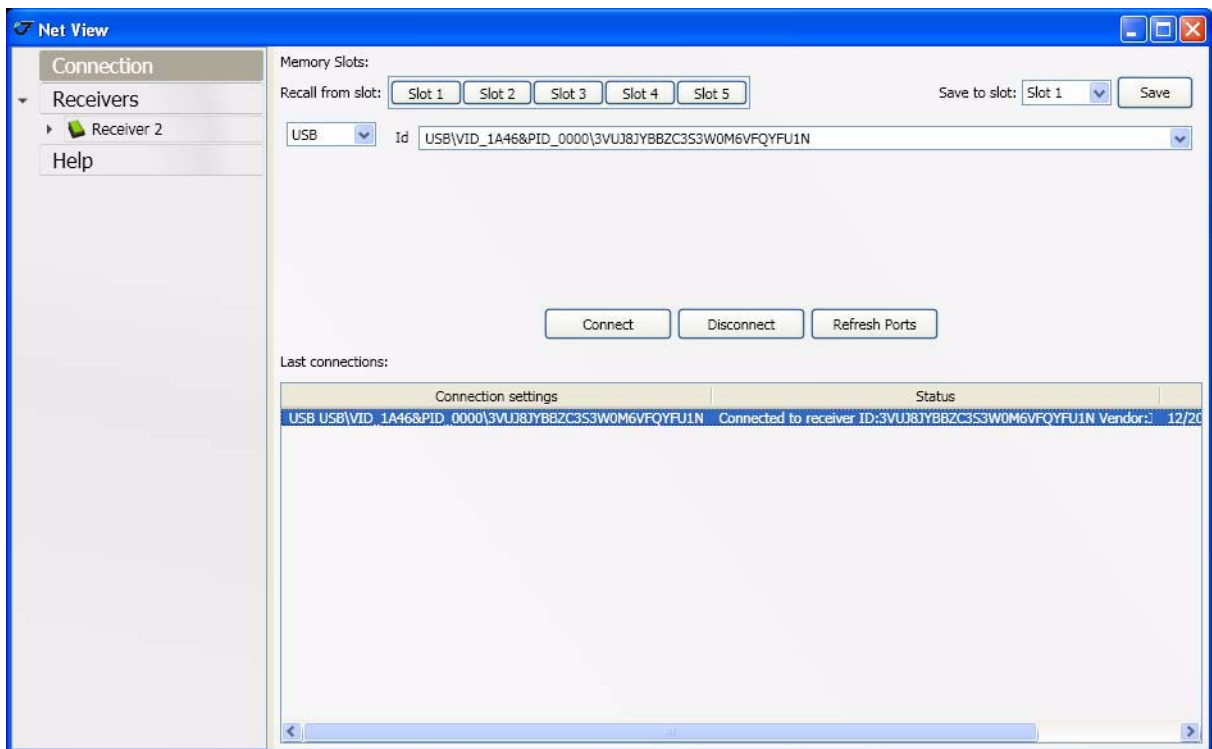 Net View
Connection
Receivers
Receiver 2
Help
Memory Slots:
Recall from slot: Slot 1 Slot 2 Slot 3 Slot 4 Slot 5 Save to slot: Slot 1 Save
USB Id USB\VID_1A46&PID_0000\3VUJ8JYBBZC3S3W0M6VFQYFU1N
Connect Disconnect Refresh Ports
Last connections:
Connection settings Status
USB USB\VID_1A46&PID_0000\3VUJ8JYBBZC3S3W0M6VFQYFU1N Connected to receiver ID:3VUJ8JYBBZC3S3W0M6VFQYFU1N Vendor: 12/20